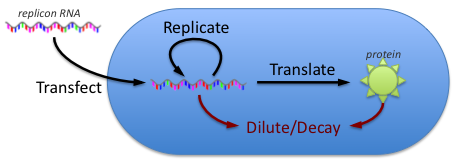 replicon RNA
Replicate
protein
Transfect
Translate
Dilute/Decay